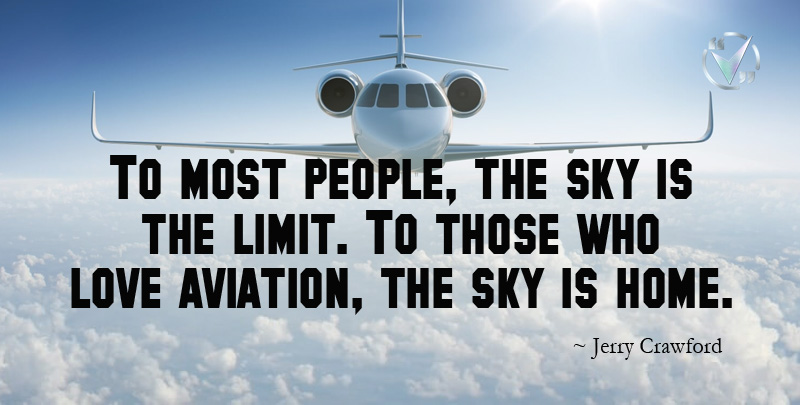 To most people, the sky is
the limit. To those who
love aviation, the sky is home.
~ Jerry Crawford